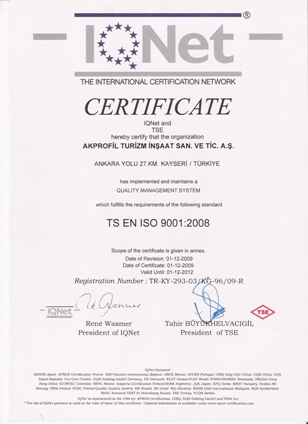 ®
IQNet
THE INTERNATIONAL CERTIFICATION NETWORK
CERTIFICATE
IQNet and
TSE
hereby certify that the organization
AKPROFİL TURİZM İNŞAAT SAN. VE TİC. A.Ş.
ANKARA YOLU 27.KM. KAYSERİ / TÜRKİYE
has implemented and maintains a
QUALITY MANAGEMENT SYSTEM
which fulfills the requirements of the following standard
TS EN ISO 9001:2008
Scope of the certificate is given in annex.
Date of Revision: 01-12-2009
Date of Certificate: 01-12-2009
Valid Until: 01-12-2012
Registration Number : TR-KY-293-03/KG-96/09-R
IQNet
TSE
René Wasmer
President of IQNet
Tahir BÜYÜKHELVACIGİL
President of TSE
IQNet Partners*: